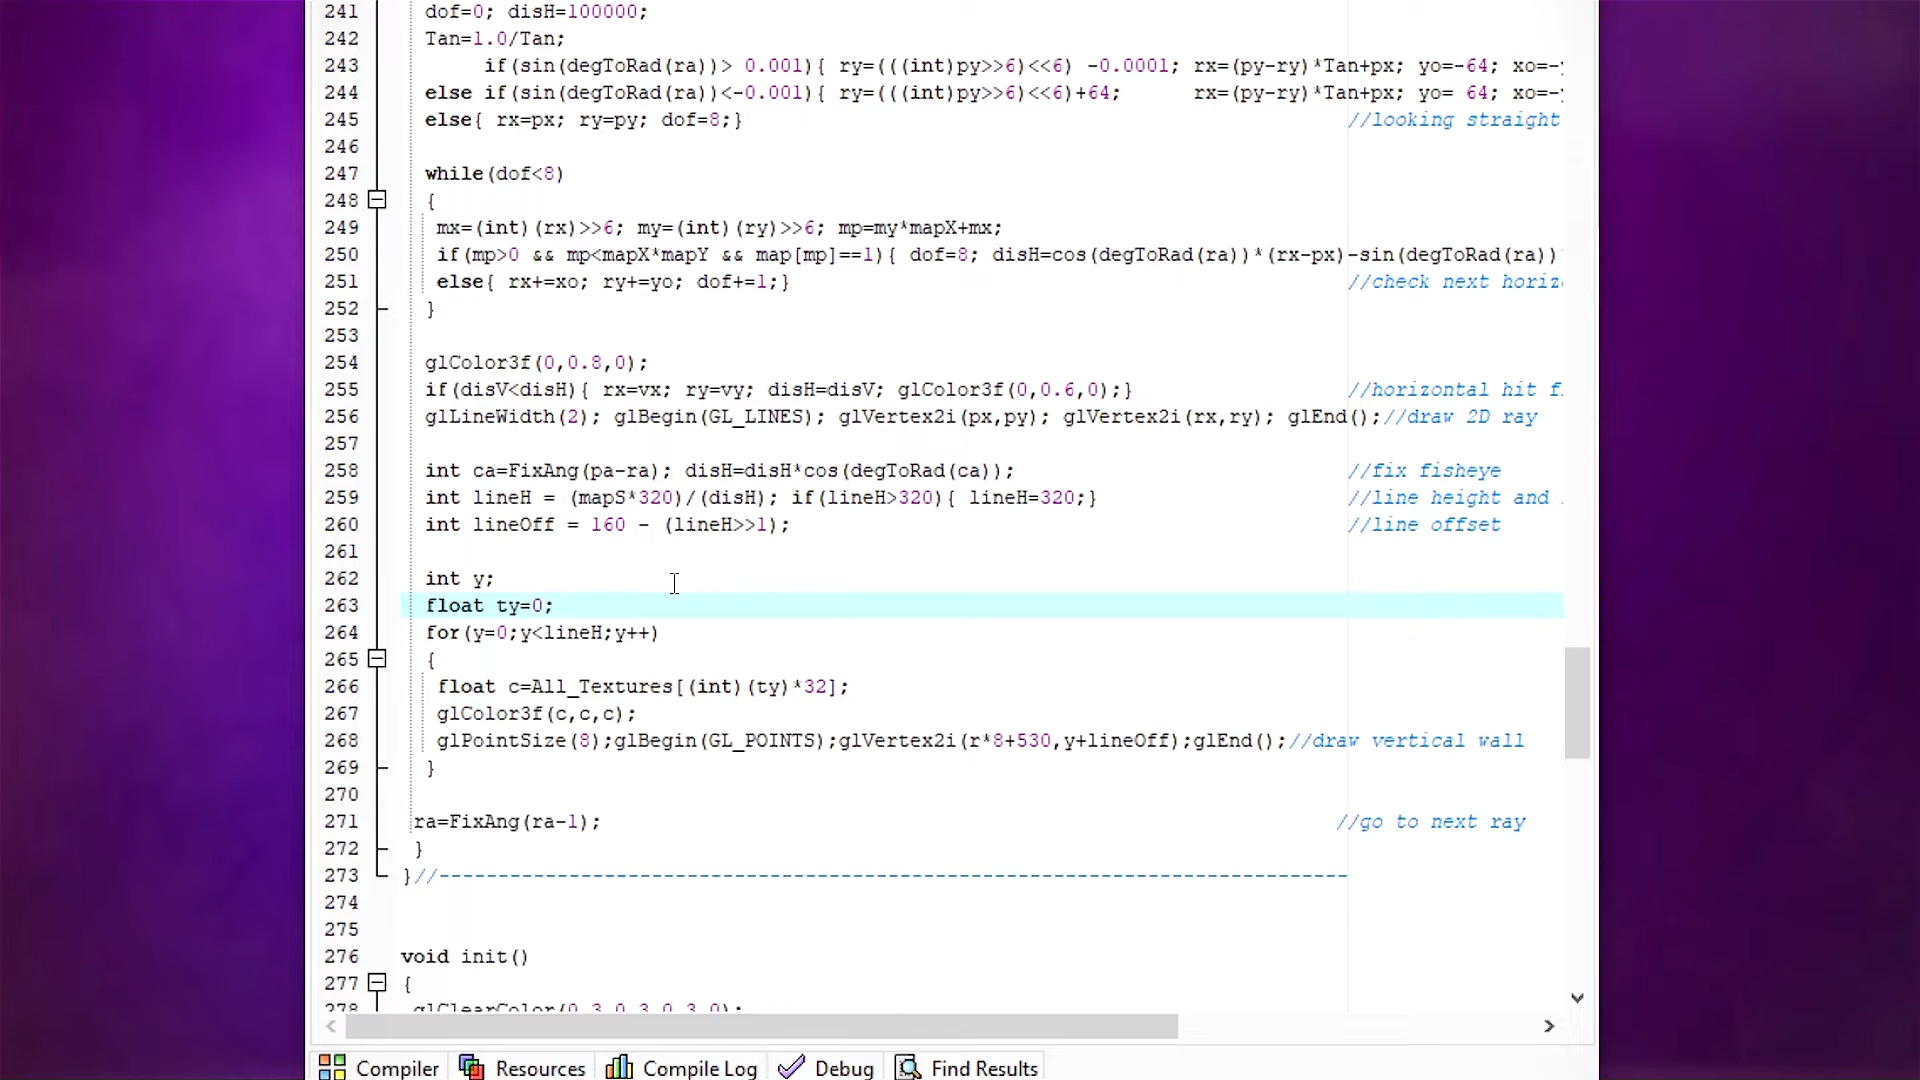 241 dof=0; disH=100000;
242 Tan=1.0/Tan;
243 if(sin(degToRad(ra))> 0.001){ ry=(((int)py>>6)<<6) -0.0001; rx=(py-ry)*Tan+px; yo=-64; xo=-
244 else if(sin(degToRad(ra))<-0.001){ ry=(((int)py>>6)<<6)+64; rx=(py-ry)*Tan+px; yo= 64; xo=-
245 else{ rx=px; ry=py; dof=8;} //looking straight
246
247 while(dof<8)
248 {
249 mx=(int)(rx)>>6; my=(int)(ry)>>6; mp=my*mapX+mx;
250 if(mp>0 && mp<mapX*mapY && map[mp]==1){ dof=8; disH=cos(degToRad(ra))*(rx-px)-sin(degToRad(ra))
251 else{ rx+=xo; ry+=yo; dof+=1;} //check next
252 }
253
254 glColor3f(0,0.8,0);
255 if(disV<disH){ rx=vx; ry=vy; disH=disV; glColor3f(0,0.6,0);} //horizontal hit
256 glLineWidth(2); glBegin(GL_LINES); glVertex2i(px,py); glVertex2i(rx,ry); glEnd();//draw 2D ray
257
258 int ca=FixAng(pa-ra); disH=disH*cos(degToRad(ca)); //fix fisheye
259 int lineH = (mapS*320)/(disH); if(lineH>320){ lineH=320;} //line height and
260 int lineOff = 160 - (lineH>>1); //line offset
261
262 int y;
263 float ty=0;
264 for(y=0;y<lineH;y++)
265 {
266 float c=All_Textures[(int)(ty)*32];
267 glColor3f(c,c,c);
268 glPointSize(8);glBegin(GL_POINTS);glVertex2i(r*8+530,y+lineOff);glEnd();//draw vertical wall
269 }
270
271 ra=FixAng(ra-1); //go to next ray
272 }
273 }//-----------------------------------------------------------------------------
274
275
276 void init()
277 {
278 glClearColor(0.3,0.3,0.3,0);
Compiler Resources Compile Log Debug Find Results